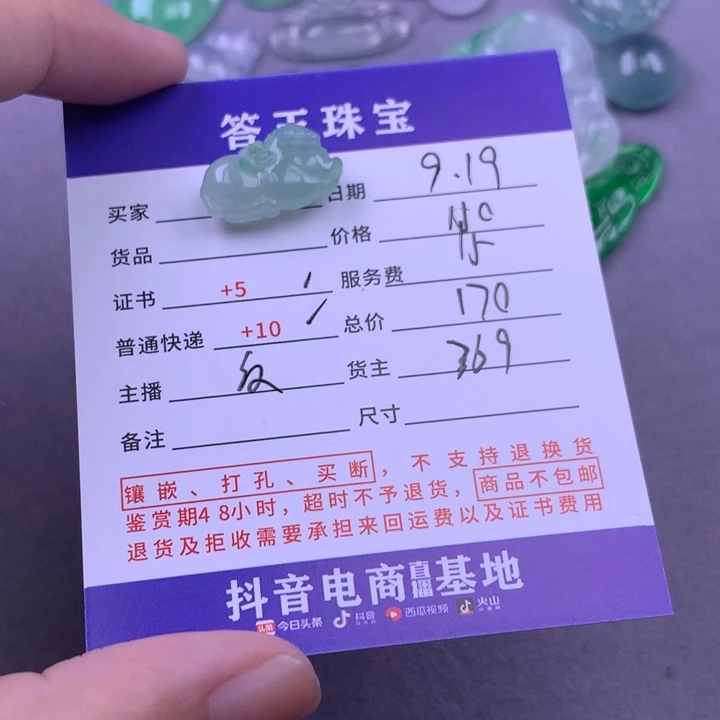 答玉珠宝
买家 日期 9.19
货品 价格
证书 +5 服务费
普通快递 +10 总价 170
主播 货主 369
备注 尺寸
镶嵌、打孔、买断，不支持退换货
鉴赏期48小时，超时不予退货，商品不包邮
退货及拒收需要承担来回运费以及证书费用
抖音电商直播基地
头条 今日头条 抖音 西瓜视频 火山